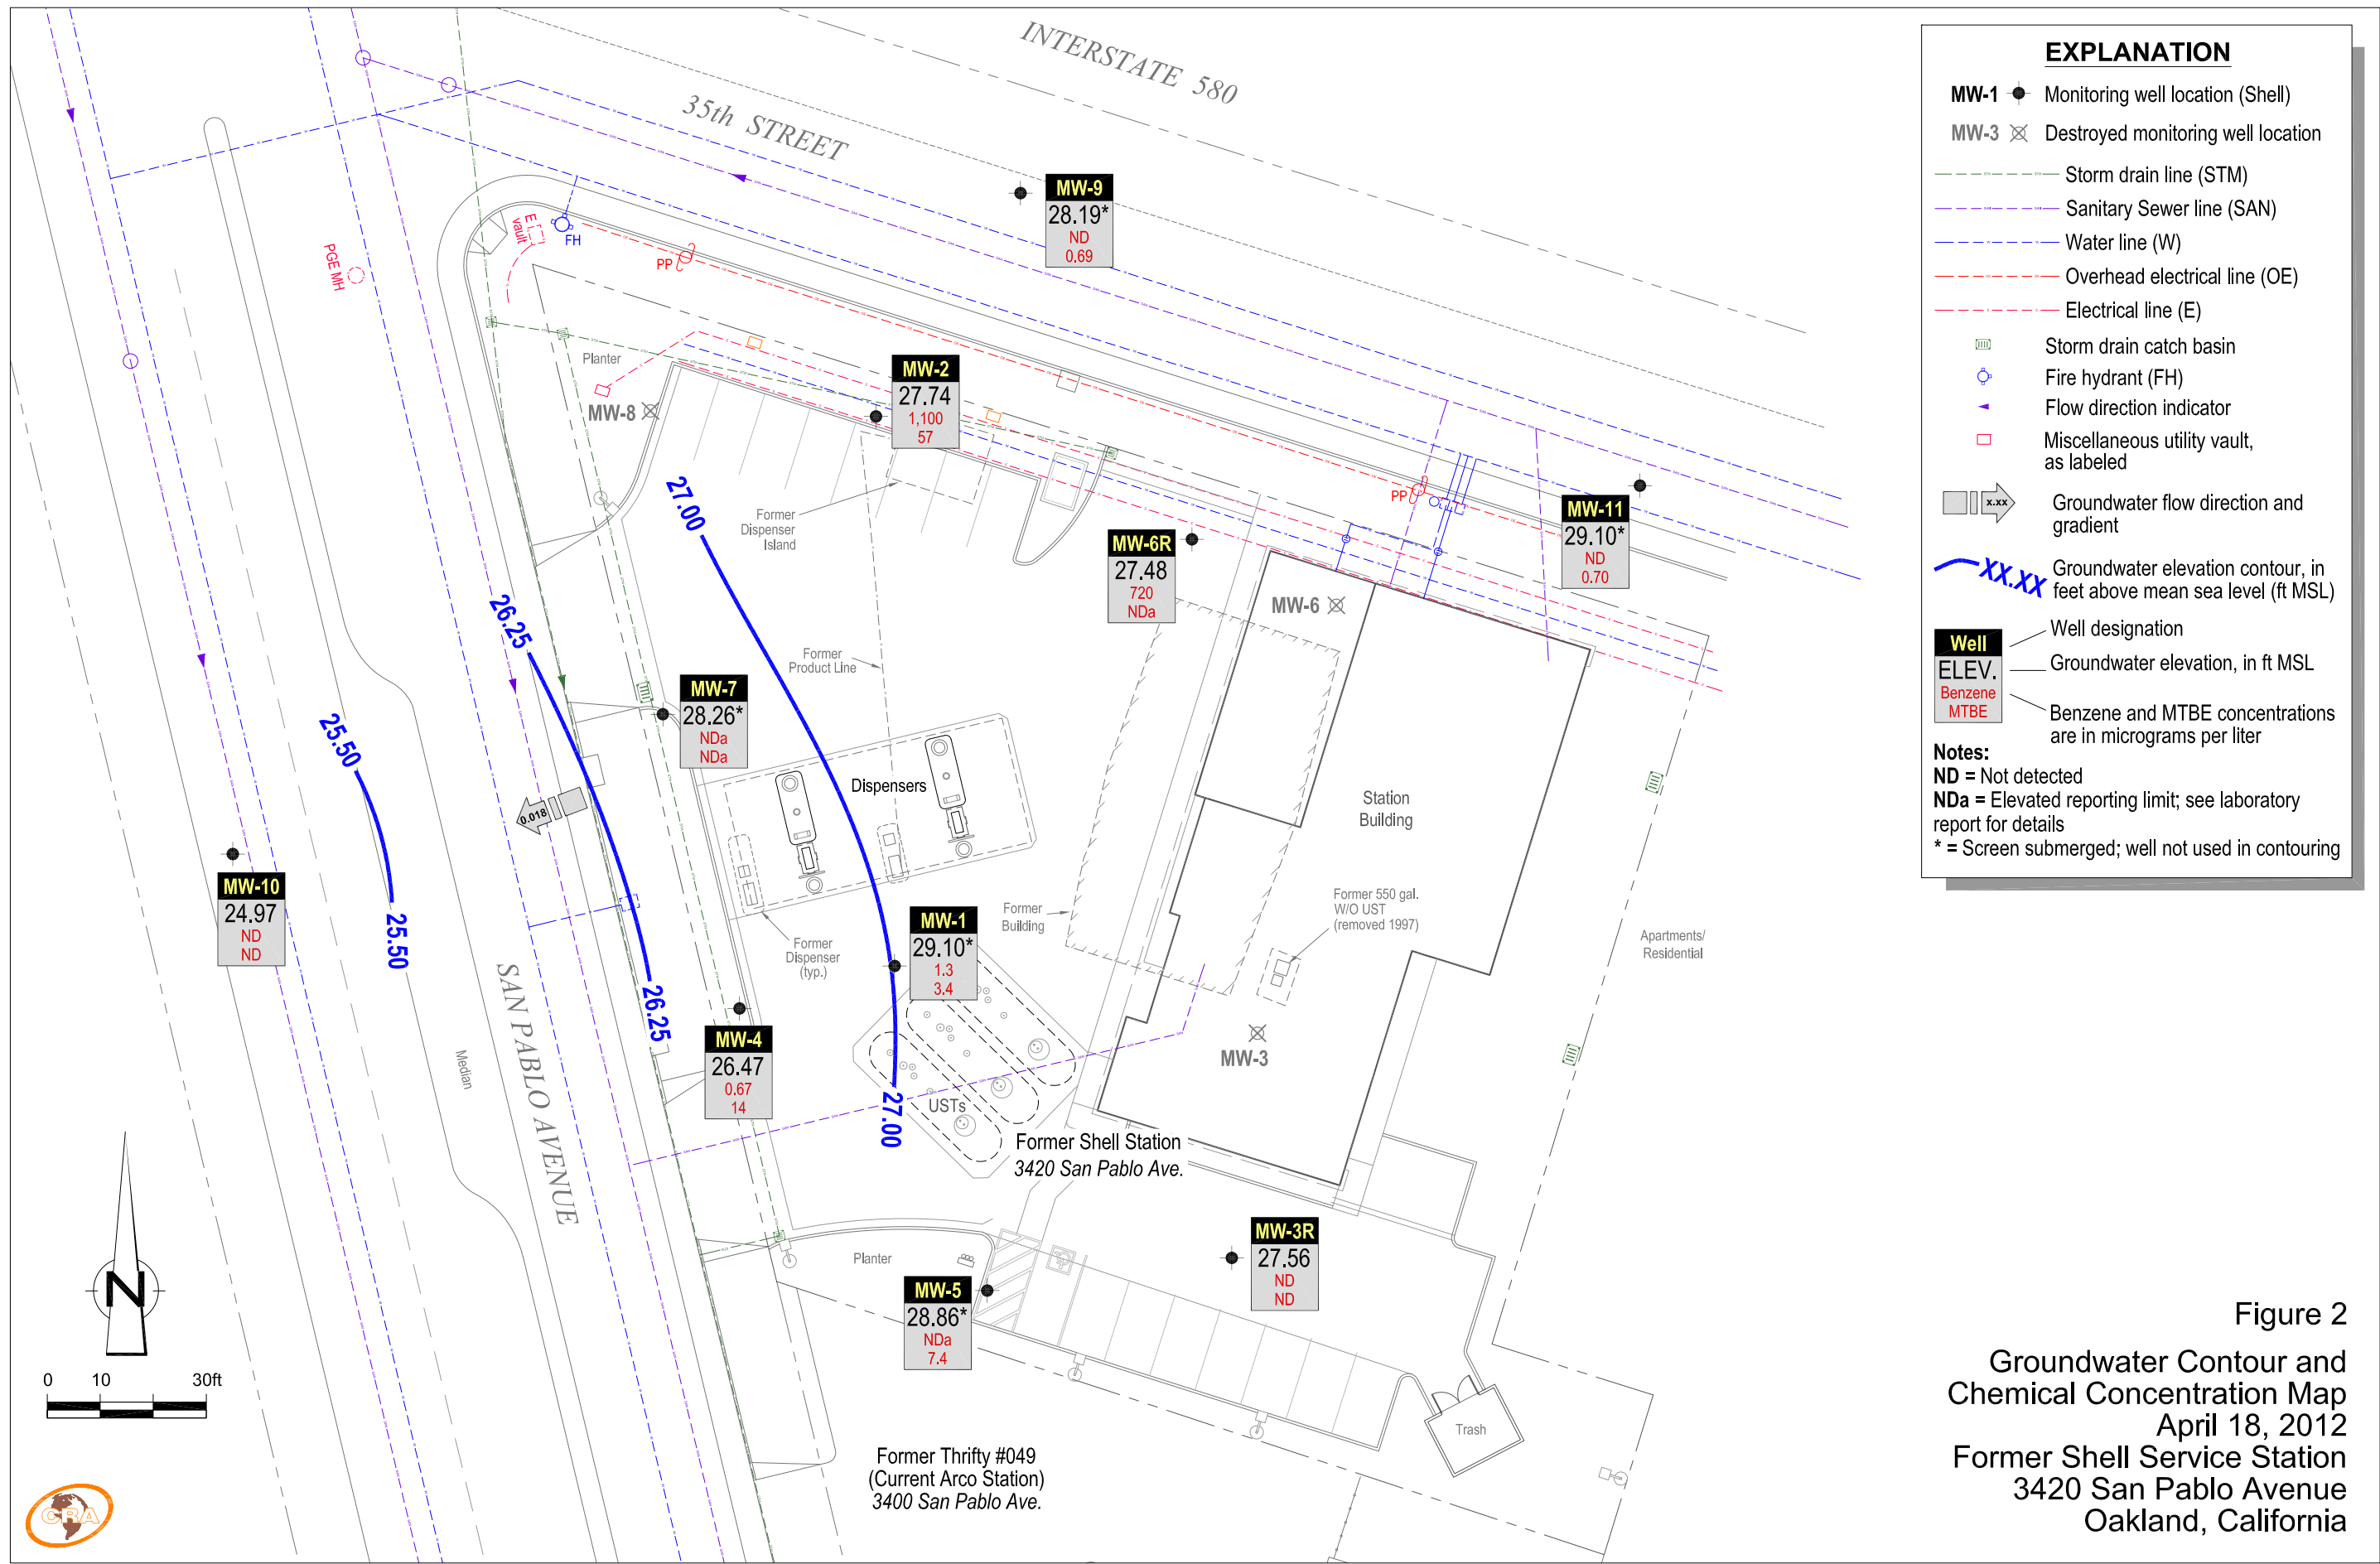 INTERSTATE 580
35th STREET
EXPLANATION
MW-1 Monitoring well location (Shell)
MW-3 Destroyed monitoring well location
Storm drain line (STM)
Sanitary Sewer line (SAN)
Water line (W)
Overhead electrical line (OE)
Electrical line (E)
Storm drain catch basin
Fire hydrant (FH)
Flow direction indicator
Miscellaneous utility vault,
as labeled
x.xx
Groundwater flow direction and
gradient
XX.XX
Groundwater elevation contour, in
feet above mean sea level (ft MSL)
Well
ELEV.
Benzene
MTBE
Well designation
Groundwater elevation, in ft MSL
Benzene and MTBE concentrations
are in micrograms per liter
Notes:
ND = Not detected
NDa = Elevated reporting limit; see laboratory
report for details
* = Screen submerged; well not used in contouring
MW-9
28.19*
ND
0.69
E
vault
FH
PGE MH
PP
Planter
MW-8
MW-2
27.74
1,100
57
27.00
Former
Dispenser
Island
PP
MW-11
29.10*
ND
0.70
MW-6R
27.48
720
NDa
MW-6
26.25
Former
Product Line
MW-7
28.26*
NDa
NDa
25.50
0.018
Dispensers
Station
Building
MW-10
24.97
ND
ND
25.50
Former
Dispenser
(typ.)
MW-1
29.10*
1.3
3.4
Former
Building
Former 550 gal.
W/O UST
(removed 1997)
Apartments/
Residential
26.25
MW-4
26.47
0.67
14
MW-3
Median
SAN PABLO AVENUE
27.00
USTs
Former Shell Station
3420 San Pablo Ave.
Planter
MW-5
28.86*
NDa
7.4
MW-3R
27.56
ND
ND
N
0 10 30ft
Trash
Former Thrifty #049
(Current Arco Station)
3400 San Pablo Ave.
CRA
Figure 2
Groundwater Contour and
Chemical Concentration Map
April 18, 2012
Former Shell Service Station
3420 San Pablo Avenue
Oakland, California